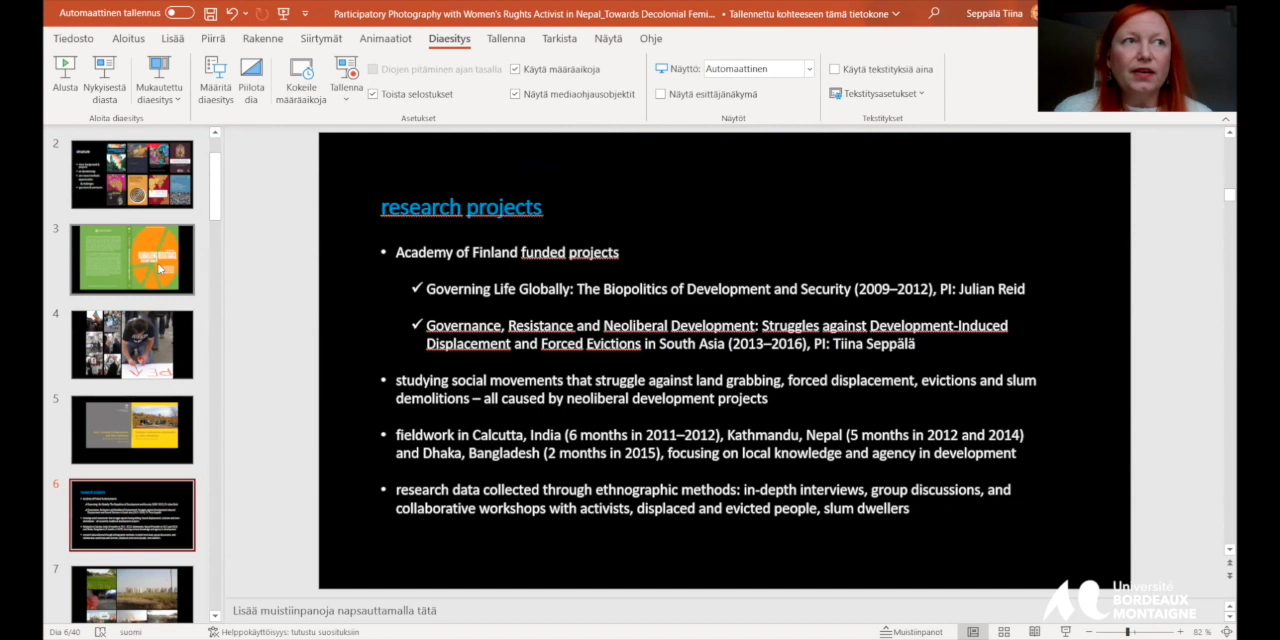 Automaattinen tallennus
Participatory Photography with Women's Rughts Activist in Nepal_Towards Decolonial Femi... • Tallennettu kohteeseen tämä tietokone
Seppälä Tiina
Tiedosto Aloitus Lisää Piirrä Rakenne Siirtymät Animaatiot Diaesitys Tallenna Tarkista Näytä Ohje
Alusta
Nykyisestä diasta
Mukautettu diaesitys
Aloita diaesitys
Määritä diaesitys
Piilota dia
Kokeile määräaikoja
Tallenna
Diojen pitäminen ajan tasalla
Toista selostukset
Käytä määräaikoja
Näytä mediaohjausobjektit
Asetukset
Näyttö: Automaattinen
Näytä esittäjänäkymä
Näytöt
Käytä tekstityksiä aina
Tekstitysasetukset
Tekstitykset
2
3
4
5
6
7
research projects
• Academy of Finland funded projects
✓ Governing Life Globally: The Biopolitics of Development and Security (2009–2012), PI: Julian Reid
✓ Governance, Resistance and Neoliberal Development: Struggles against Development-Induced
Displacement and Forced Evictions in South Asia (2013–2016), PI: Tiina Seppälä
• studying social movements that struggle against land grabbing, forced displacement, evictions and slum
demolitions – all caused by neoliberal development projects
• fieldwork in Calcutta, India (6 months in 2011–2012), Kathmandu, Nepal (5 months in 2012 and 2014)
and Dhaka, Bangladesh (2 months in 2015), focusing on local knowledge and agency in development
• research data collected through ethnographic methods: in-depth interviews, group discussions, and
collaborative workshops with activists, displaced and evicted people, slum dwellers
Université
BORDEAUX
MONTAIGNE
Lisää muistiinpanoja napsauttamalla tätä
Dia 6/40 suomi Helppokäyttöisyys: tutustu suosituksiin Muistiinpanot 82 %